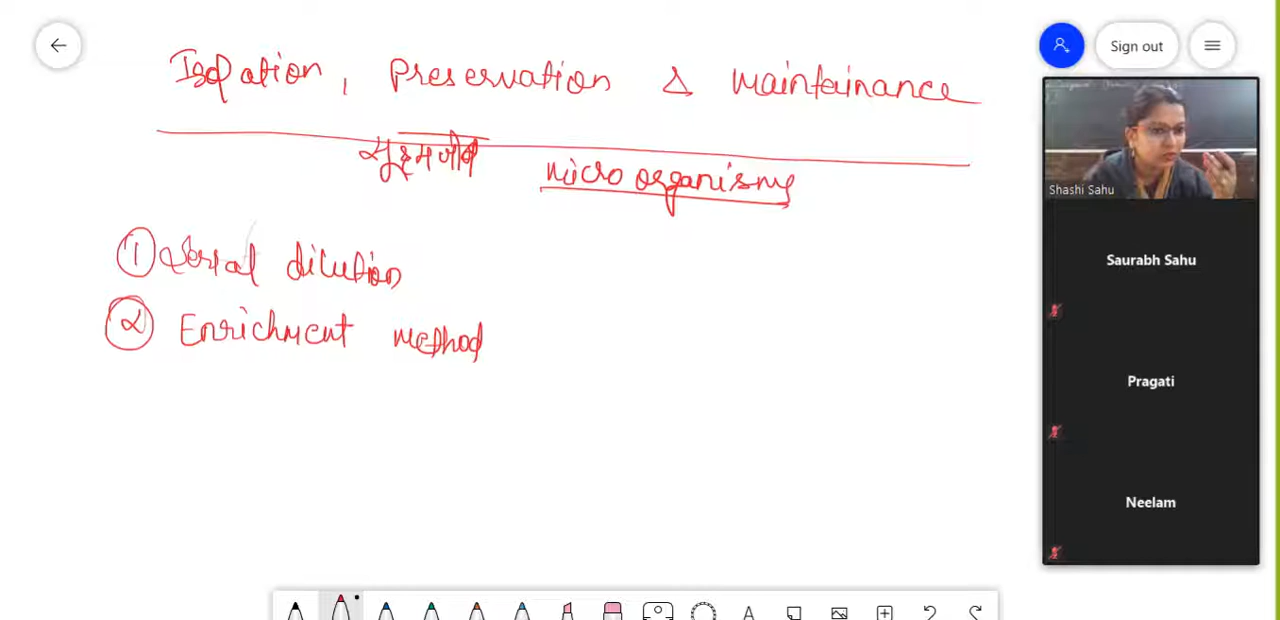 Sign out
Isolation, Preservation & maintainance
सूक्ष्मजीव microorganisms
Shashi Sahu
① Serial dilution
Saurabh Sahu
② Enrichment method
Pragati
Neelam